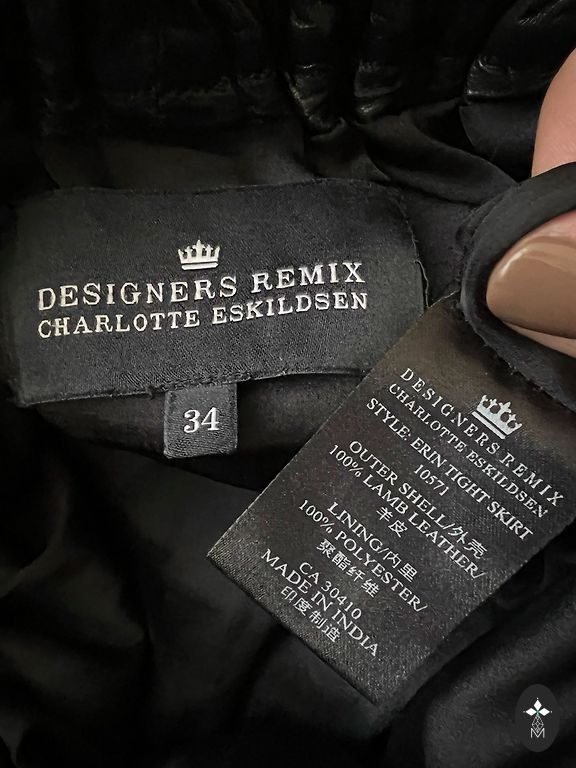 DESIGNERS REMIX
CHARLOTTE ESKILDSEN
34
DESIGNERS REMIX
CHARLOTTE ESKILDSEN
STYLE: ERIN TIGHT SKIRT
10571
OUTER SHELL/外壳
100% LAMB LEATHER/
羊皮
LINING/内里
100% POLYESTER/
聚酯纤维
CA 30410
MADE IN INDIA
印度制造
M